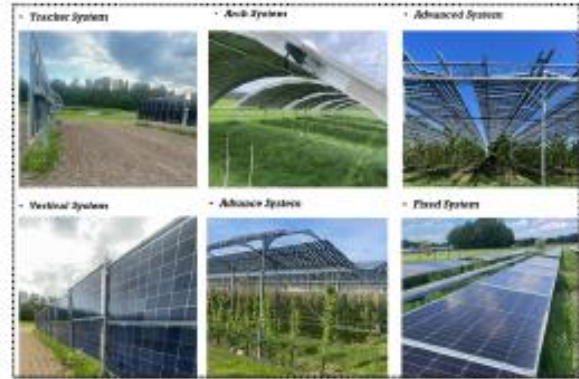 - Tracker System
- Arch System
- Advanced System
- Vertical System
- Advance System
- Fixed System